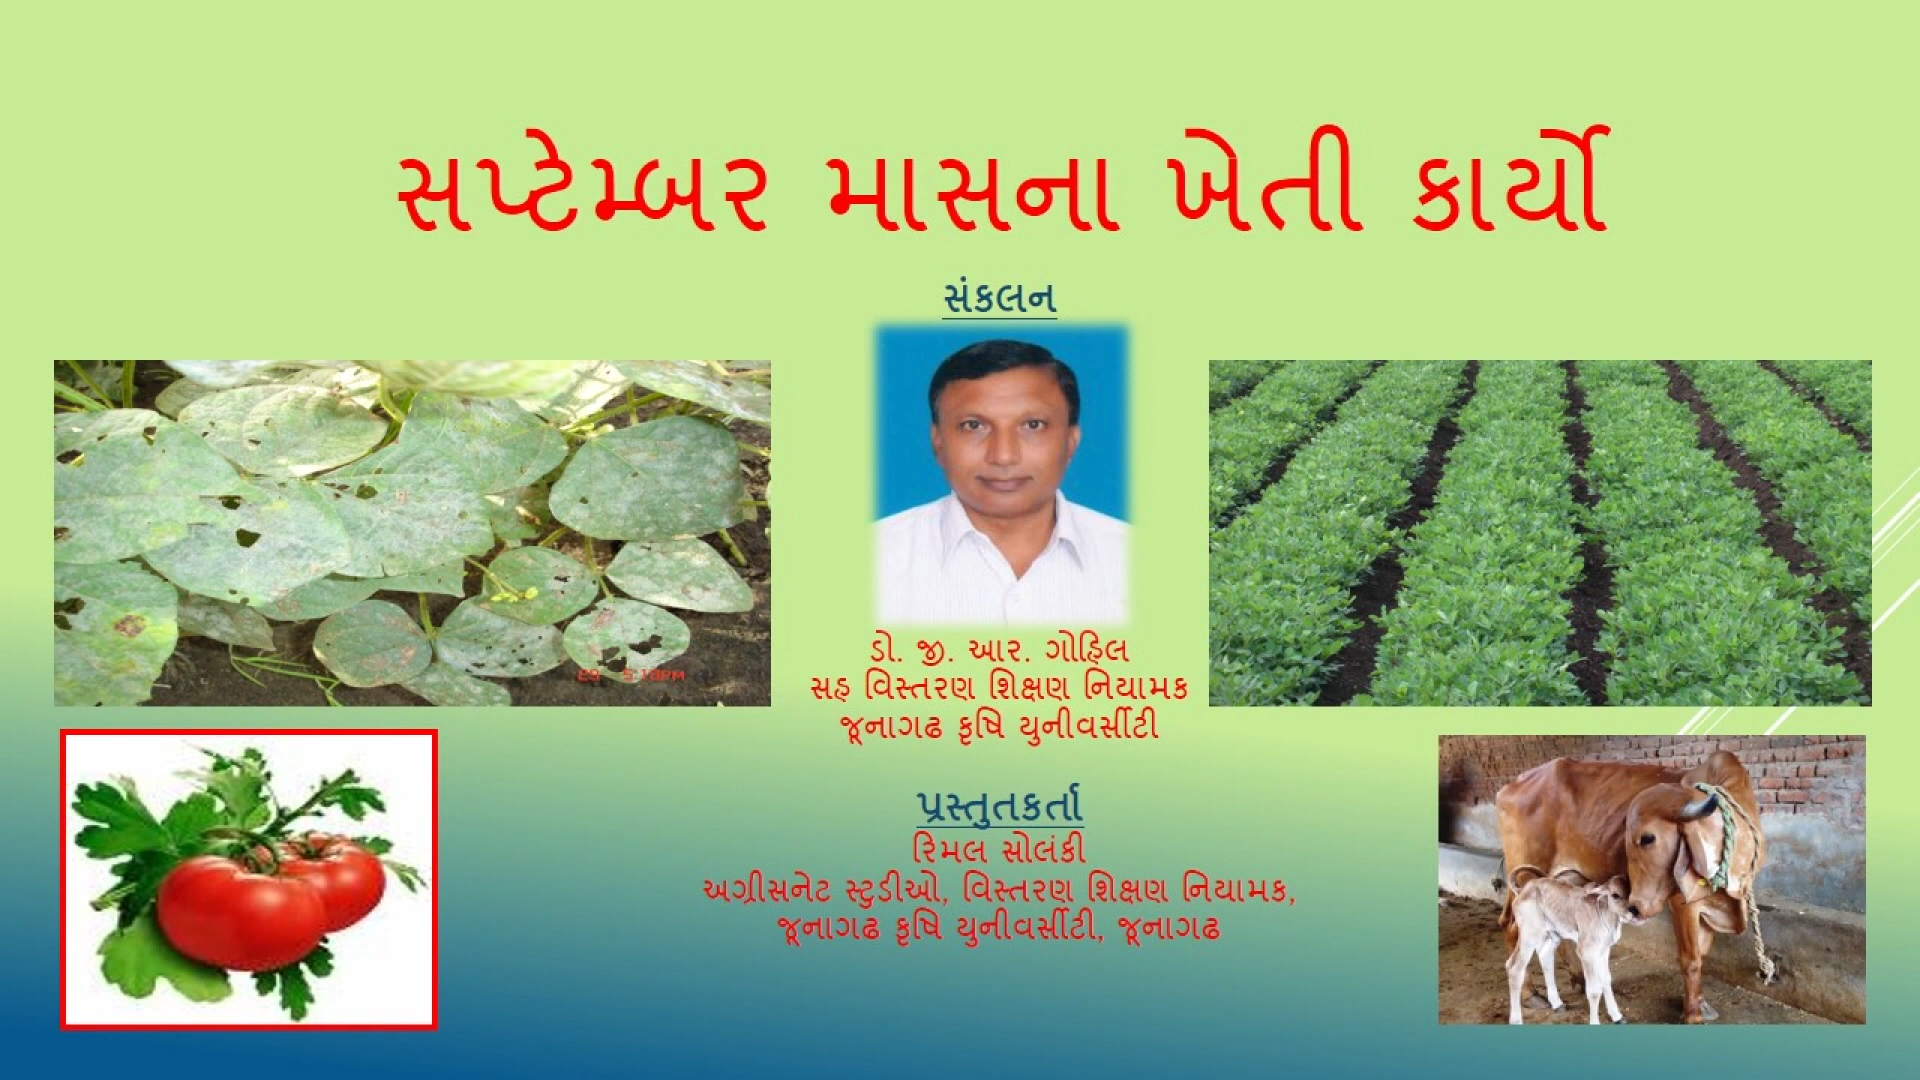 સપ્ટેમ્બર માસના ખેતી કાર્યો
સંકલન
ડો. જી. આર. ગોહિલ
સહ વિસ્તરણ શિક્ષણ નિયામક
જૂનાગઢ કૃષિ યુનીવર્સીટી
પ્રસ્તુતકર્તા
રિમલ સોલંકી
અગ્રીસનેટ સ્ટુડીઓ, વિસ્તરણ શિક્ષણ નિયામક,
જૂનાગઢ કૃષિ યુનીવર્સીટી, જૂનાગઢ